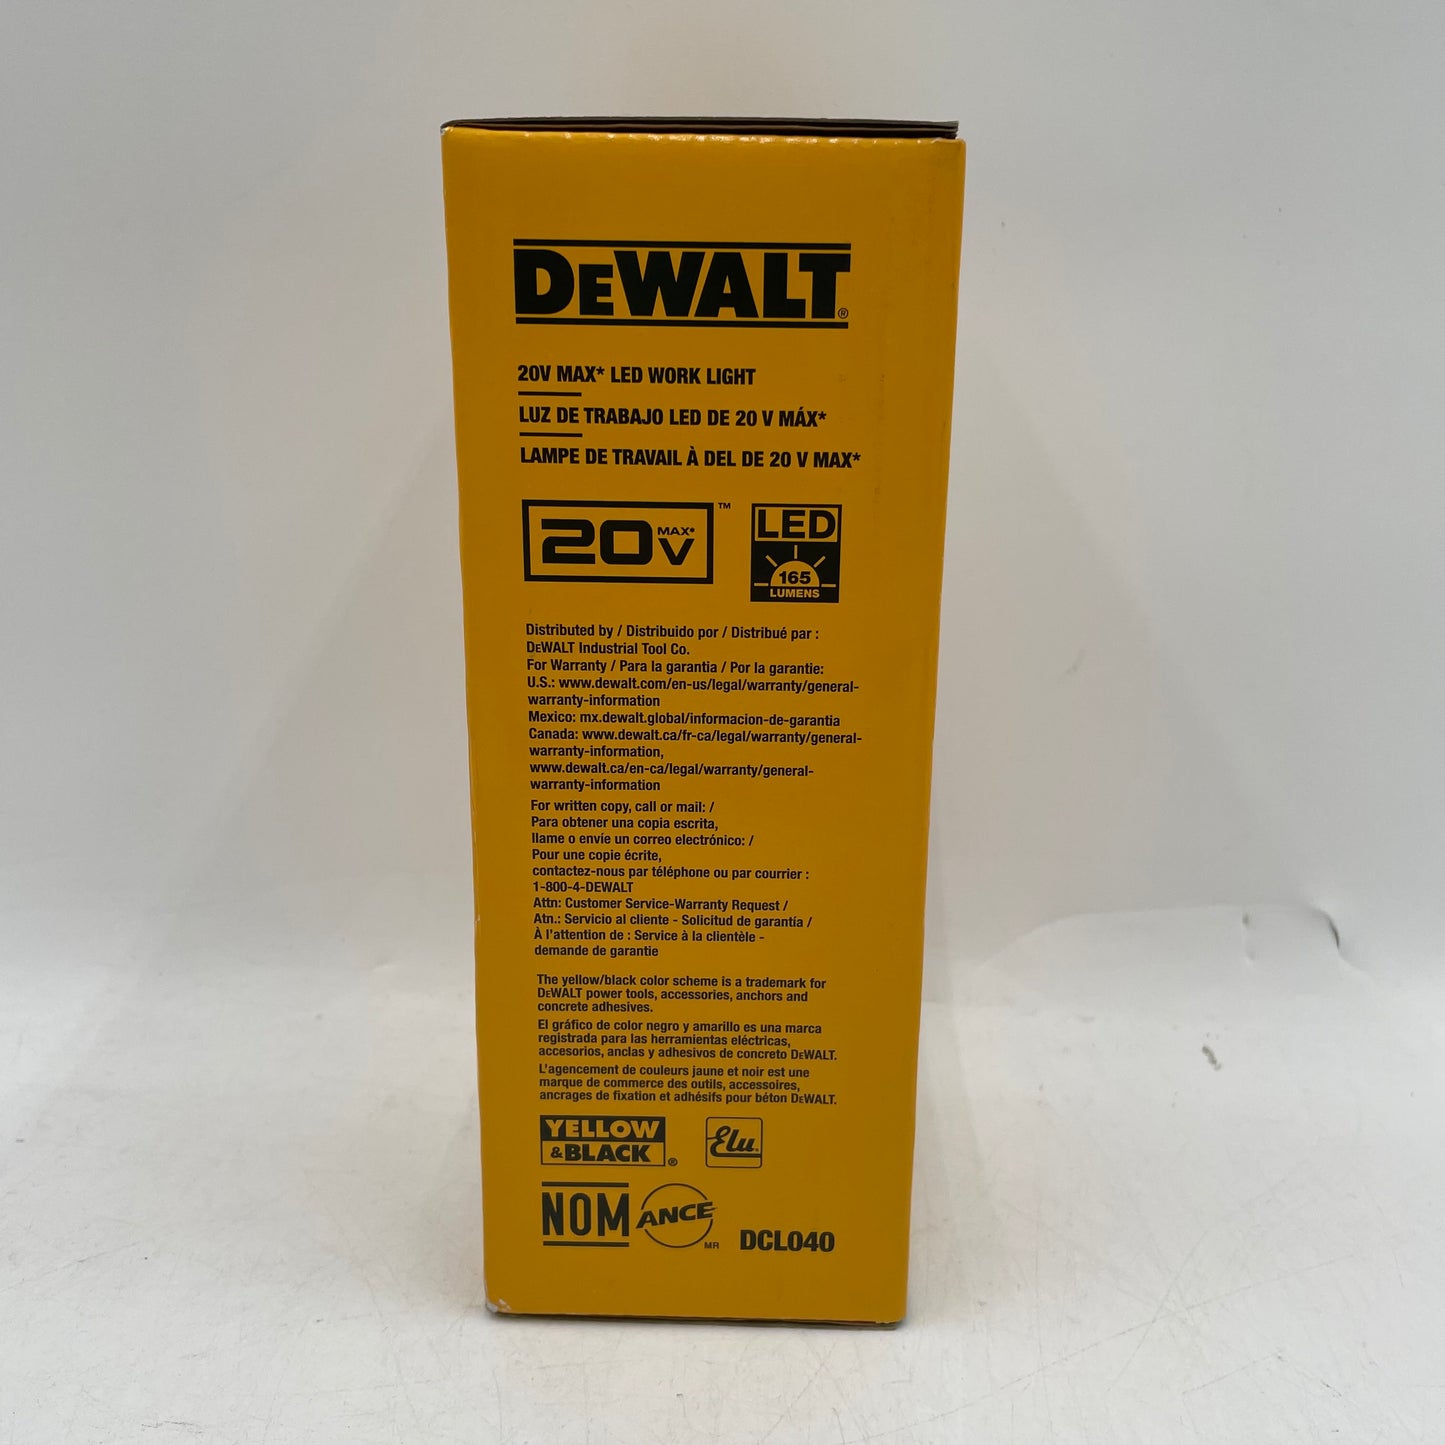 DEWALT®
20V MAX* LED WORK LIGHT
LUZ DE TRABAJO LED DE 20 V MÁX*
LAMPE DE TRAVAIL À DEL DE 20 V MAX*
20V MAX* ™
LED
165
LUMENS
Distributed by / Distribuido por / Distribué par :
DEWALT Industrial Tool Co.
For Warranty / Para la garantia / Por la garantie:
U.S.: www.dewalt.com/en-us/legal/warranty/general-
warranty-information
Mexico: mx.dewalt.global/informacion-de-garantia
Canada: www.dewalt.ca/fr-ca/legal/warranty/general-
warranty-information,
www.dewalt.ca/en-ca/legal/warranty/general-
warranty-information
For written copy, call or mail: /
Para obtener una copia escrita,
llame o envíe un correo electrónico: /
Pour une copie écrite,
contactez-nous par téléphone ou par courrier :
1-800-4-DEWALT
Attn: Customer Service-Warranty Request /
Atn.: Servicio al cliente - Solicitud de garantía /
À l'attention de : Service à la clientèle -
demande de garantie
The yellow/black color scheme is a trademark for
DEWALT power tools, accessories, anchors and
concrete adhesives.
El gráfico de color negro y amarillo es una marca
registrada para las herramientas eléctricas,
accesorios, anclas y adhesivos de concreto DEWALT.
L'agencement de couleurs jaune et noir est une
marque de commerce des outils, accessoires,
ancrages de fixation et adhésifs pour béton DEWALT.
YELLOW
&BLACK®
Elu®
NOM
ANCE MR
DCL040